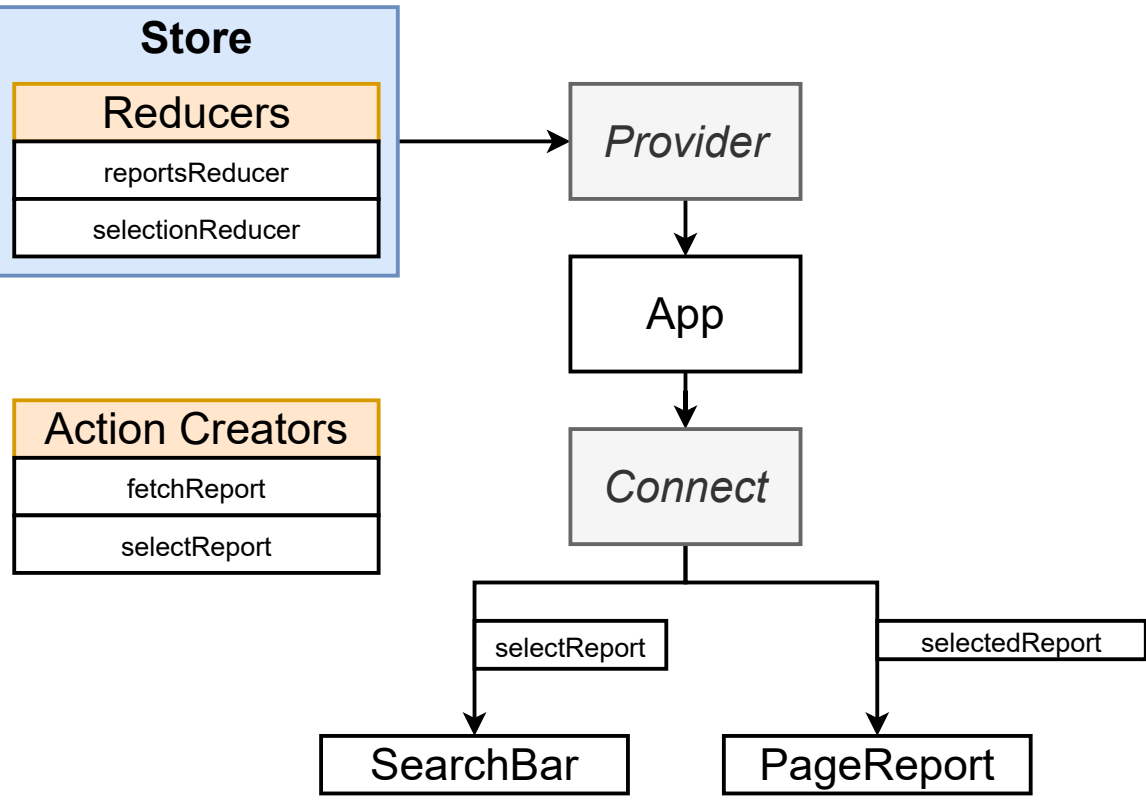 Store
Reducers
reportsReducer
selectionReducer
Provider
App
Action Creators
fetchReport
selectReport
Connect
selectReport
selectedReport
SearchBar
PageReport